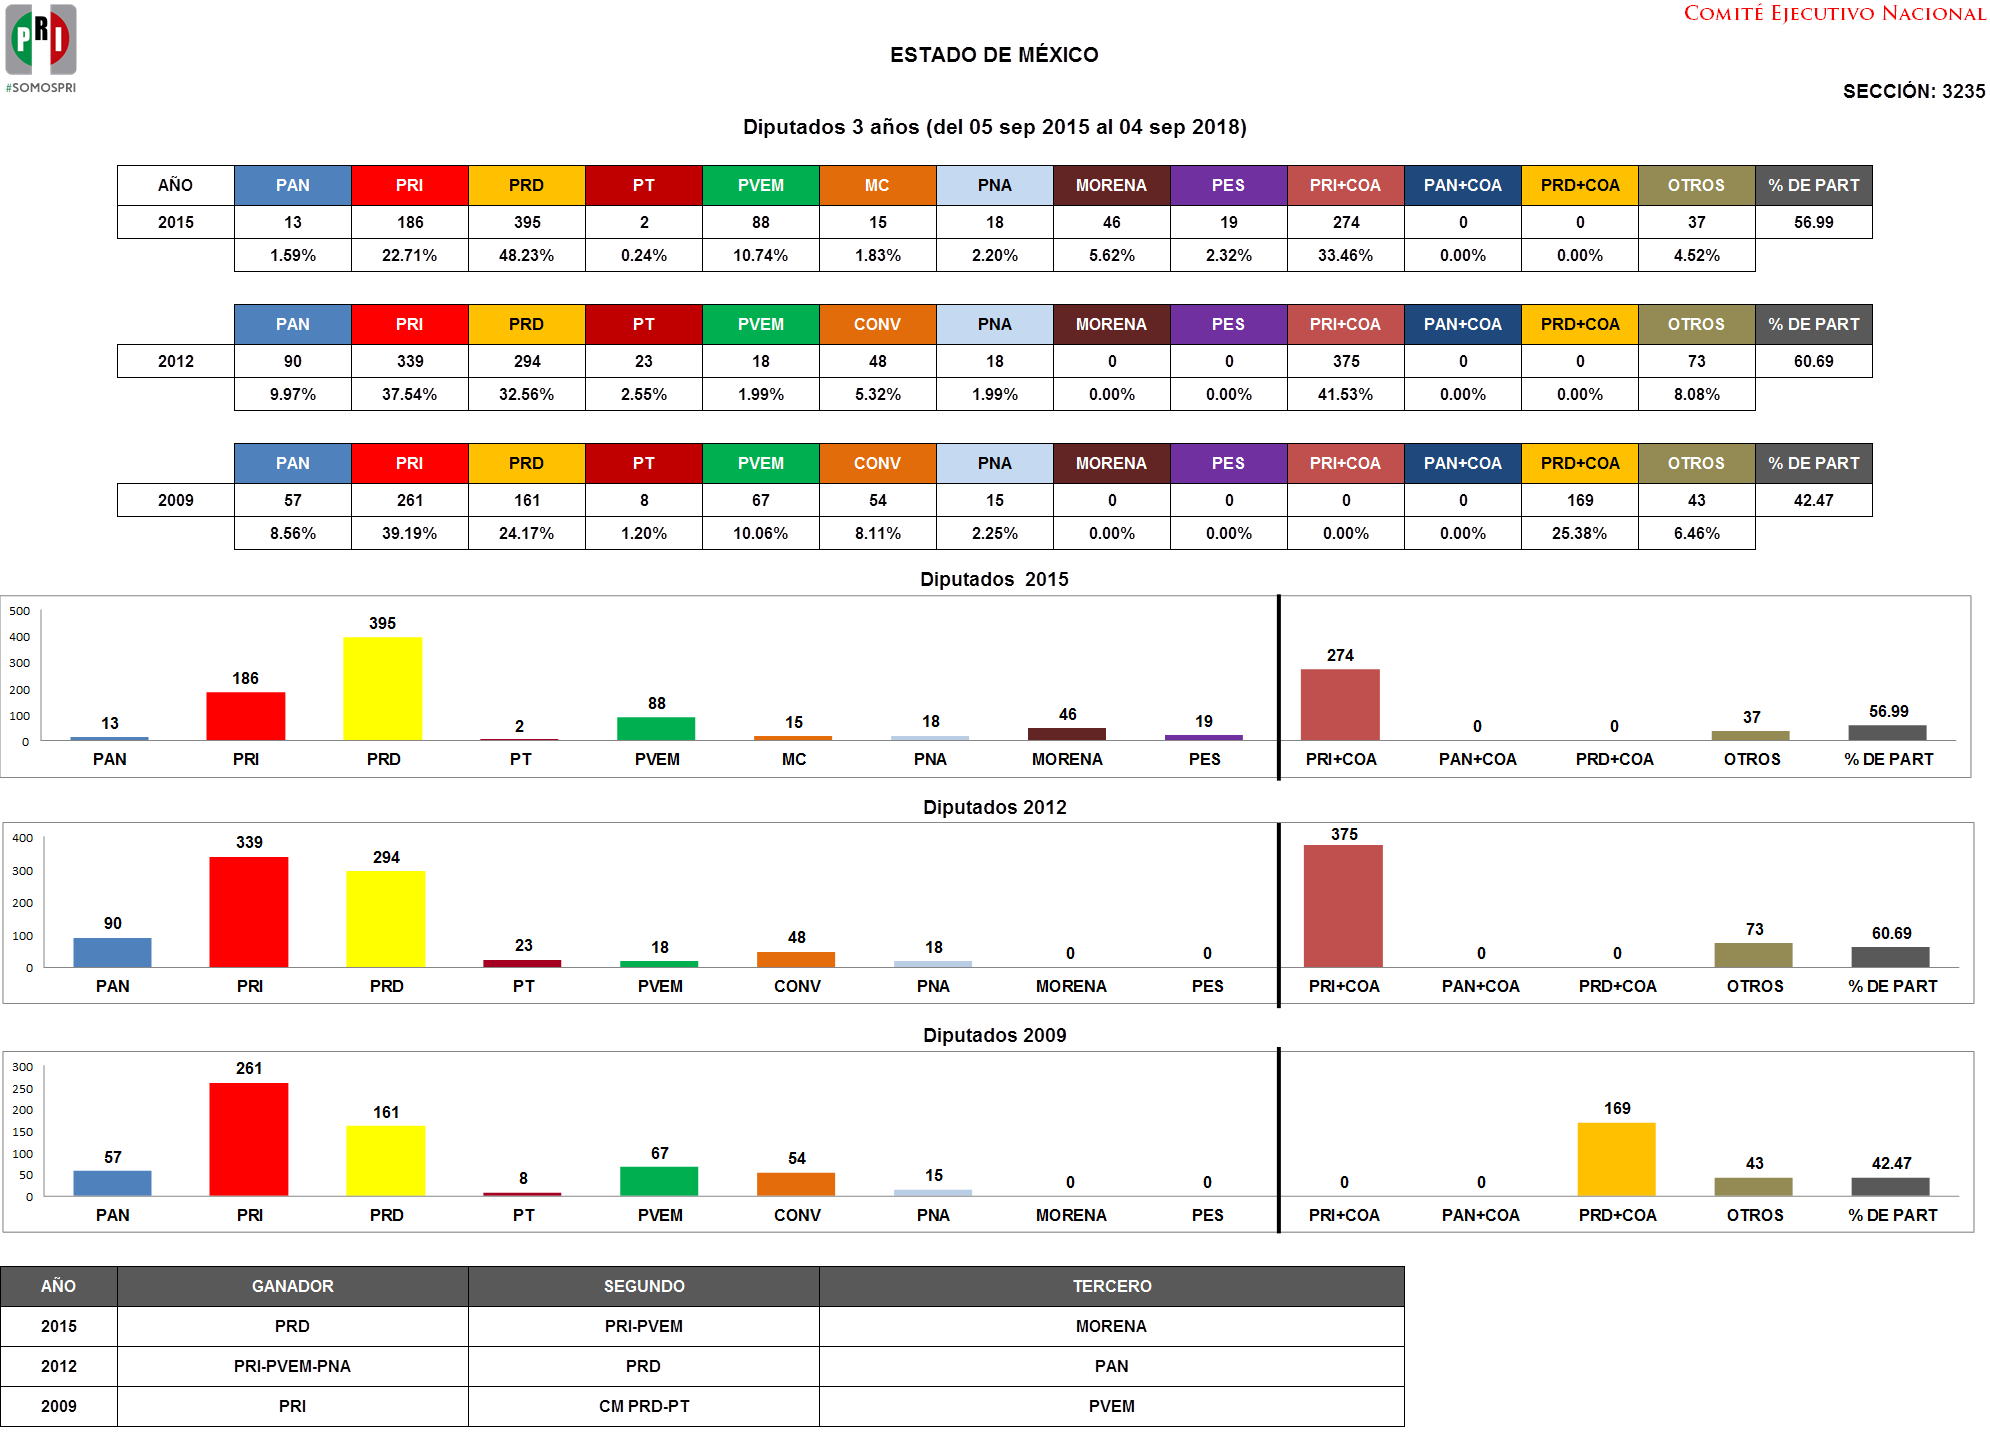 PRI
#SOMOSPRI
COMITÉ EJECUTIVO NACIONAL
ESTADO DE MÉXICO
SECCIÓN: 3235
Diputados 3 años (del 05 sep 2015 al 04 sep 2018)
AÑO PAN PRI PRD PT PVEM MC PNA MORENA PES PRI+COA PAN+COA PRD+COA OTROS % DE PART
2015 13 186 395 2 88 15 18 46 19 274 0 0 37 56.99
1.59% 22.71% 48.23% 0.24% 10.74% 1.83% 2.20% 5.62% 2.32% 33.46% 0.00% 0.00% 4.52%
PAN PRI PRD PT PVEM CONV PNA MORENA PES PRI+COA PAN+COA PRD+COA OTROS % DE PART
2012 90 339 294 23 18 48 18 0 0 375 0 0 73 60.69
9.97% 37.54% 32.56% 2.55% 1.99% 5.32% 1.99% 0.00% 0.00% 41.53% 0.00% 0.00% 8.08%
PAN PRI PRD PT PVEM CONV PNA MORENA PES PRI+COA PAN+COA PRD+COA OTROS % DE PART
2009 57 261 161 8 67 54 15 0 0 0 0 169 43 42.47
8.56% 39.19% 24.17% 1.20% 10.06% 8.11% 2.25% 0.00% 0.00% 0.00% 0.00% 25.38% 6.46%
Diputados 2015
500
400
300
200
100
0
13 186 395 2 88 15 18 46 19 274 0 0 37 56.99
PAN PRI PRD PT PVEM MC PNA MORENA PES PRI+COA PAN+COA PRD+COA OTROS % DE PART
Diputados 2012
400
300
200
100
0
90 339 294 23 18 48 18 0 0 375 0 0 73 60.69
PAN PRI PRD PT PVEM CONV PNA MORENA PES PRI+COA PAN+COA PRD+COA OTROS % DE PART
Diputados 2009
300
250
200
150
100
50
0
57 261 161 8 67 54 15 0 0 0 0 169 43 42.47
PAN PRI PRD PT PVEM CONV PNA MORENA PES PRI+COA PAN+COA PRD+COA OTROS % DE PART
AÑO GANADOR SEGUNDO TERCERO
2015 PRD PRI-PVEM MORENA
2012 PRI-PVEM-PNA PRD PAN
2009 PRI CM PRD-PT PVEM